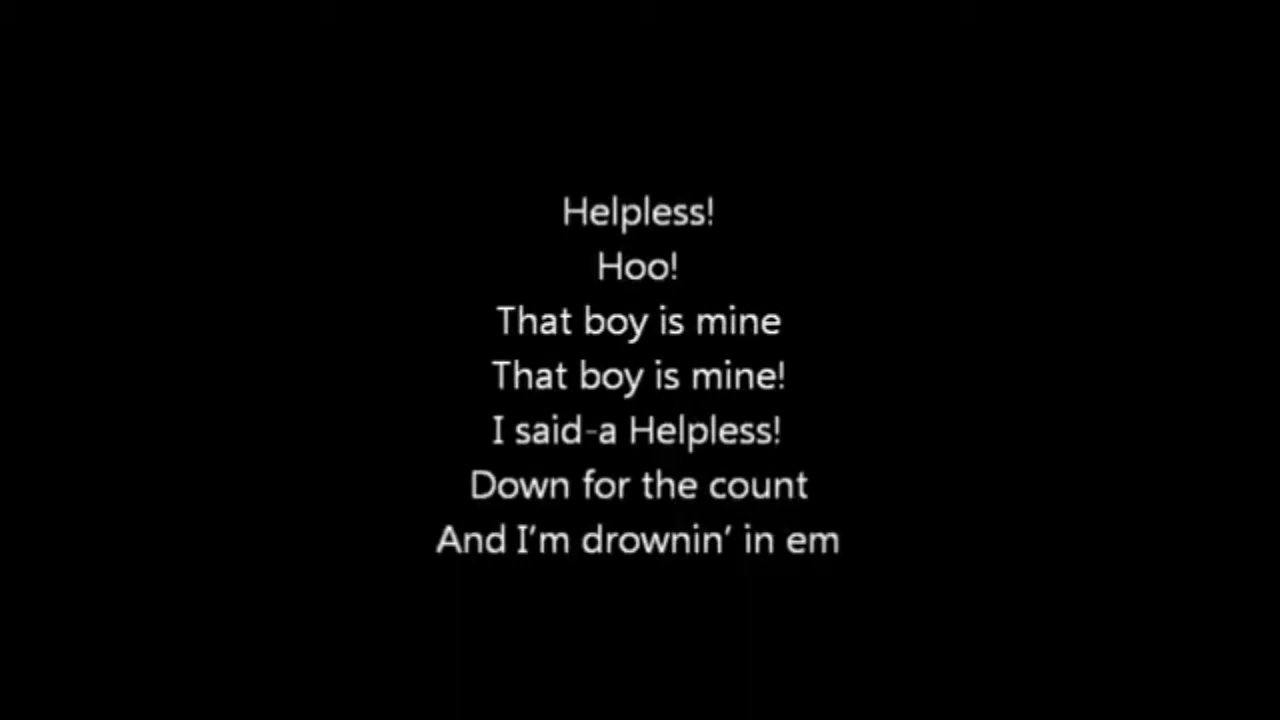 Helpless!
Hoo!
That boy is mine
That boy is mine!
I said-a Helpless!
Down for the count
And I’m drownin’ in em